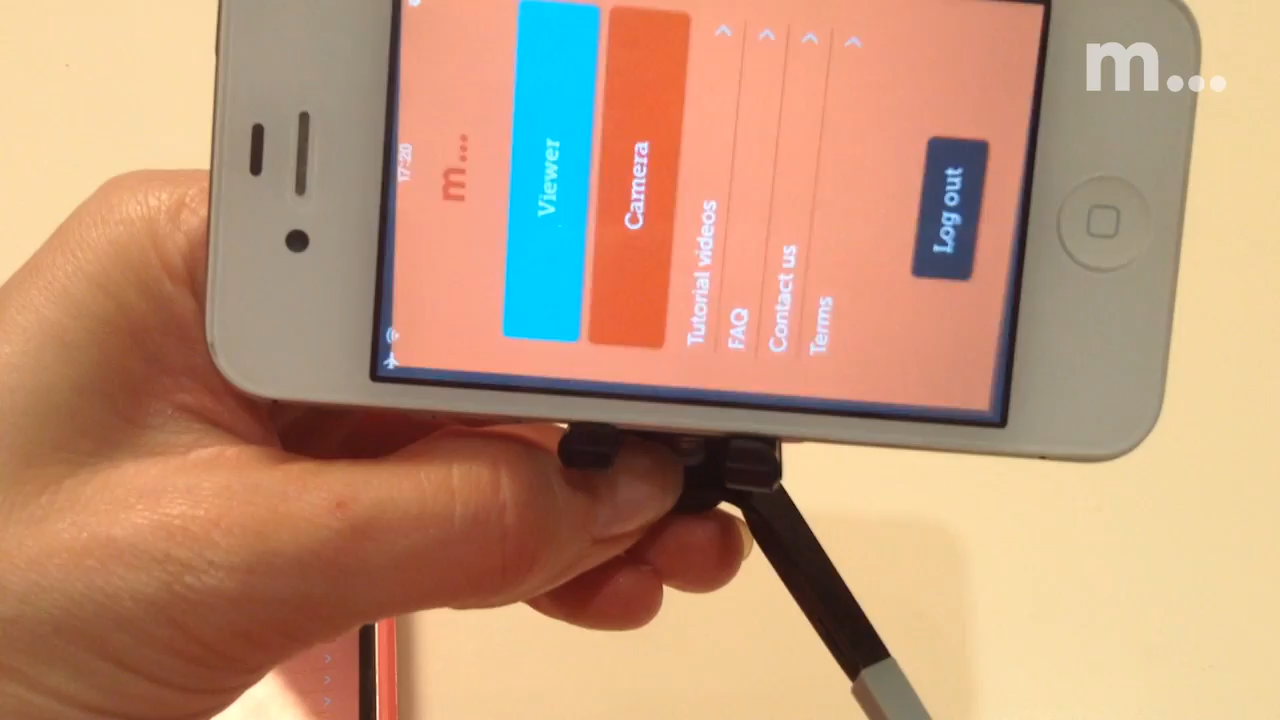 m...
17:20
m...
Viewer
Camera
Tutorial videos
FAQ
Contact us
Terms
Log out